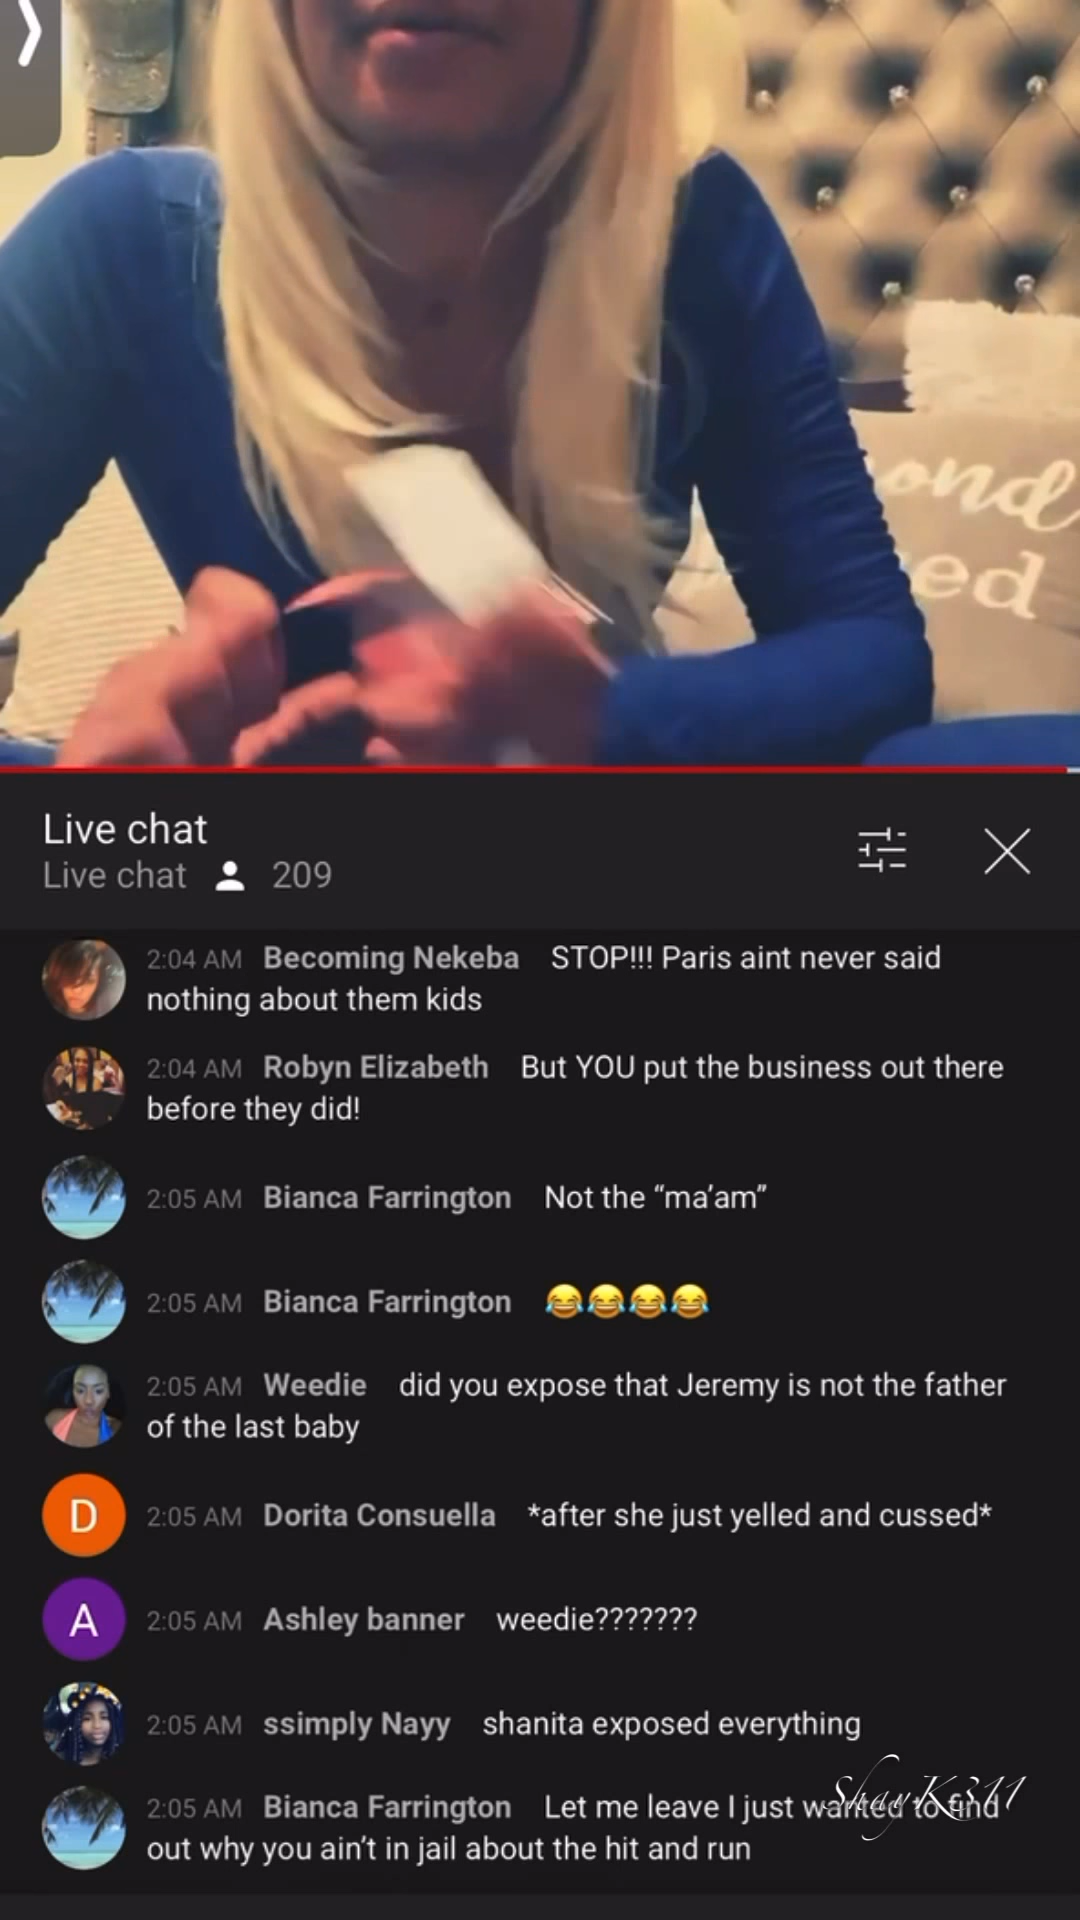 ond
ed
Live chat
Live chat 209
2:04 AM Becoming Nekeba STOP!!! Paris aint never said
nothing about them kids
2:04 AM Robyn Elizabeth But YOU put the business out there
before they did!
2:05 AM Bianca Farrington Not the “ma’am”
2:05 AM Bianca Farrington 😂😂😂😂
2:05 AM Weedie did you expose that Jeremy is not the father
of the last baby
D
2:05 AM Dorita Consuella *after she just yelled and cussed*
A
2:05 AM Ashley banner weedie???????
2:05 AM ssimply Nayy shanita exposed everything
ShayK311
2:05 AM Bianca Farrington Let me leave I just wanted to find
out why you ain’t in jail about the hit and run